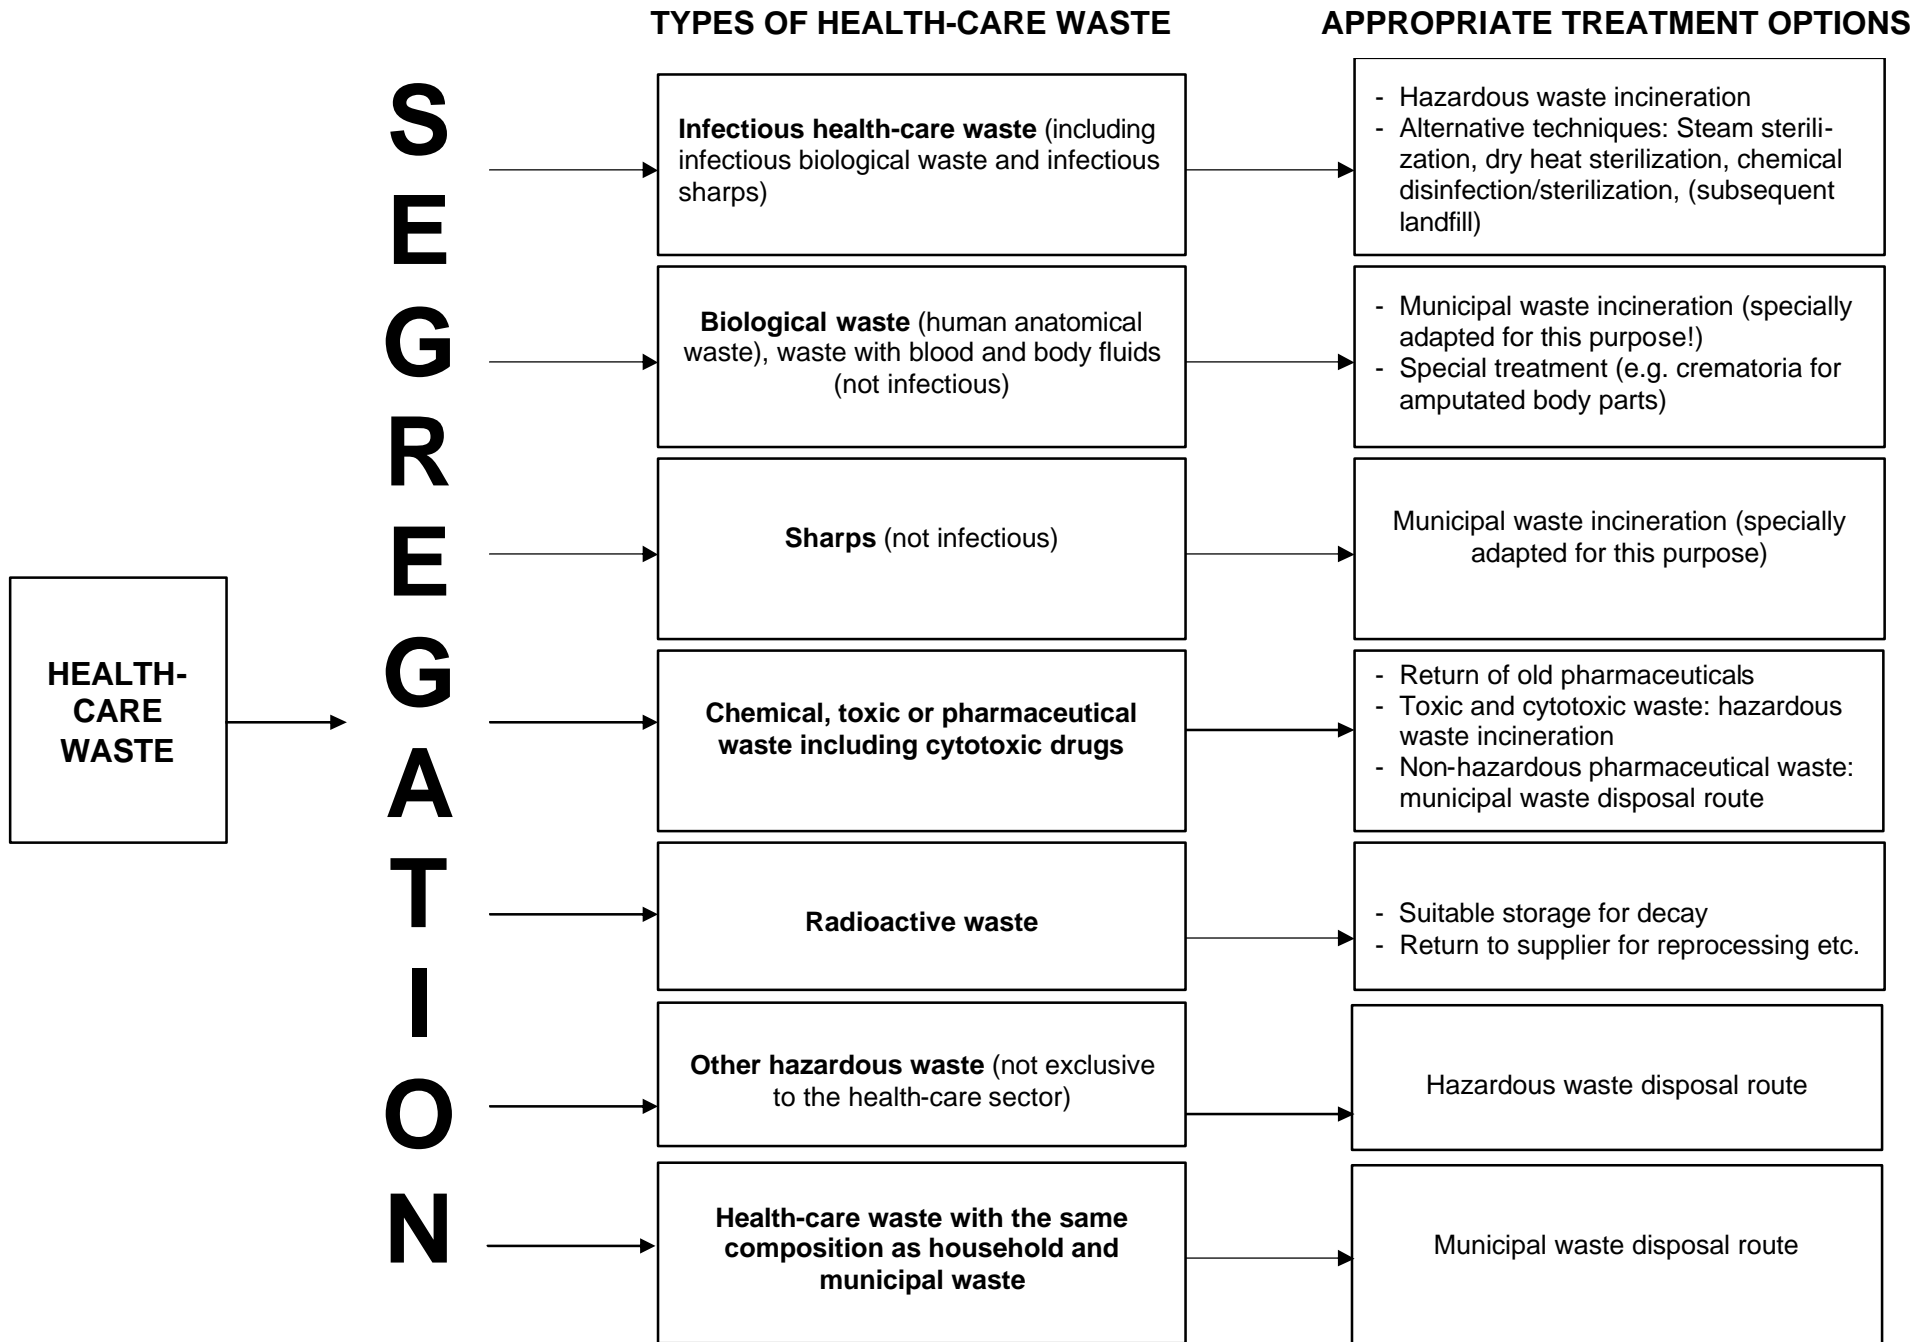 TYPES OF HEALTH-CARE WASTE
APPROPRIATE TREATMENT OPTIONS
HEALTH-
CARE
WASTE
S
E
G
R
E
G
A
T
I
O
N
Infectious health-care waste (including
infectious biological waste and infectious
sharps)
- Hazardous waste incineration
- Alternative techniques: Steam sterili-
zation, dry heat sterilization, chemical
disinfection/sterilization, (subsequent
landfill)
Biological waste (human anatomical
waste), waste with blood and body fluids
(not infectious)
- Municipal waste incineration (specially
adapted for this purpose!)
- Special treatment (e.g. crematoria for
amputated body parts)
Sharps (not infectious)
Municipal waste incineration (specially
adapted for this purpose)
Chemical, toxic or pharmaceutical
waste including cytotoxic drugs
- Return of old pharmaceuticals
- Toxic and cytotoxic waste: hazardous
waste incineration
- Non-hazardous pharmaceutical waste:
municipal waste disposal route
Radioactive waste
- Suitable storage for decay
- Return to supplier for reprocessing etc.
Other hazardous waste (not exclusive
to the health-care sector)
Hazardous waste disposal route
Health-care waste with the same
composition as household and
municipal waste
Municipal waste disposal route